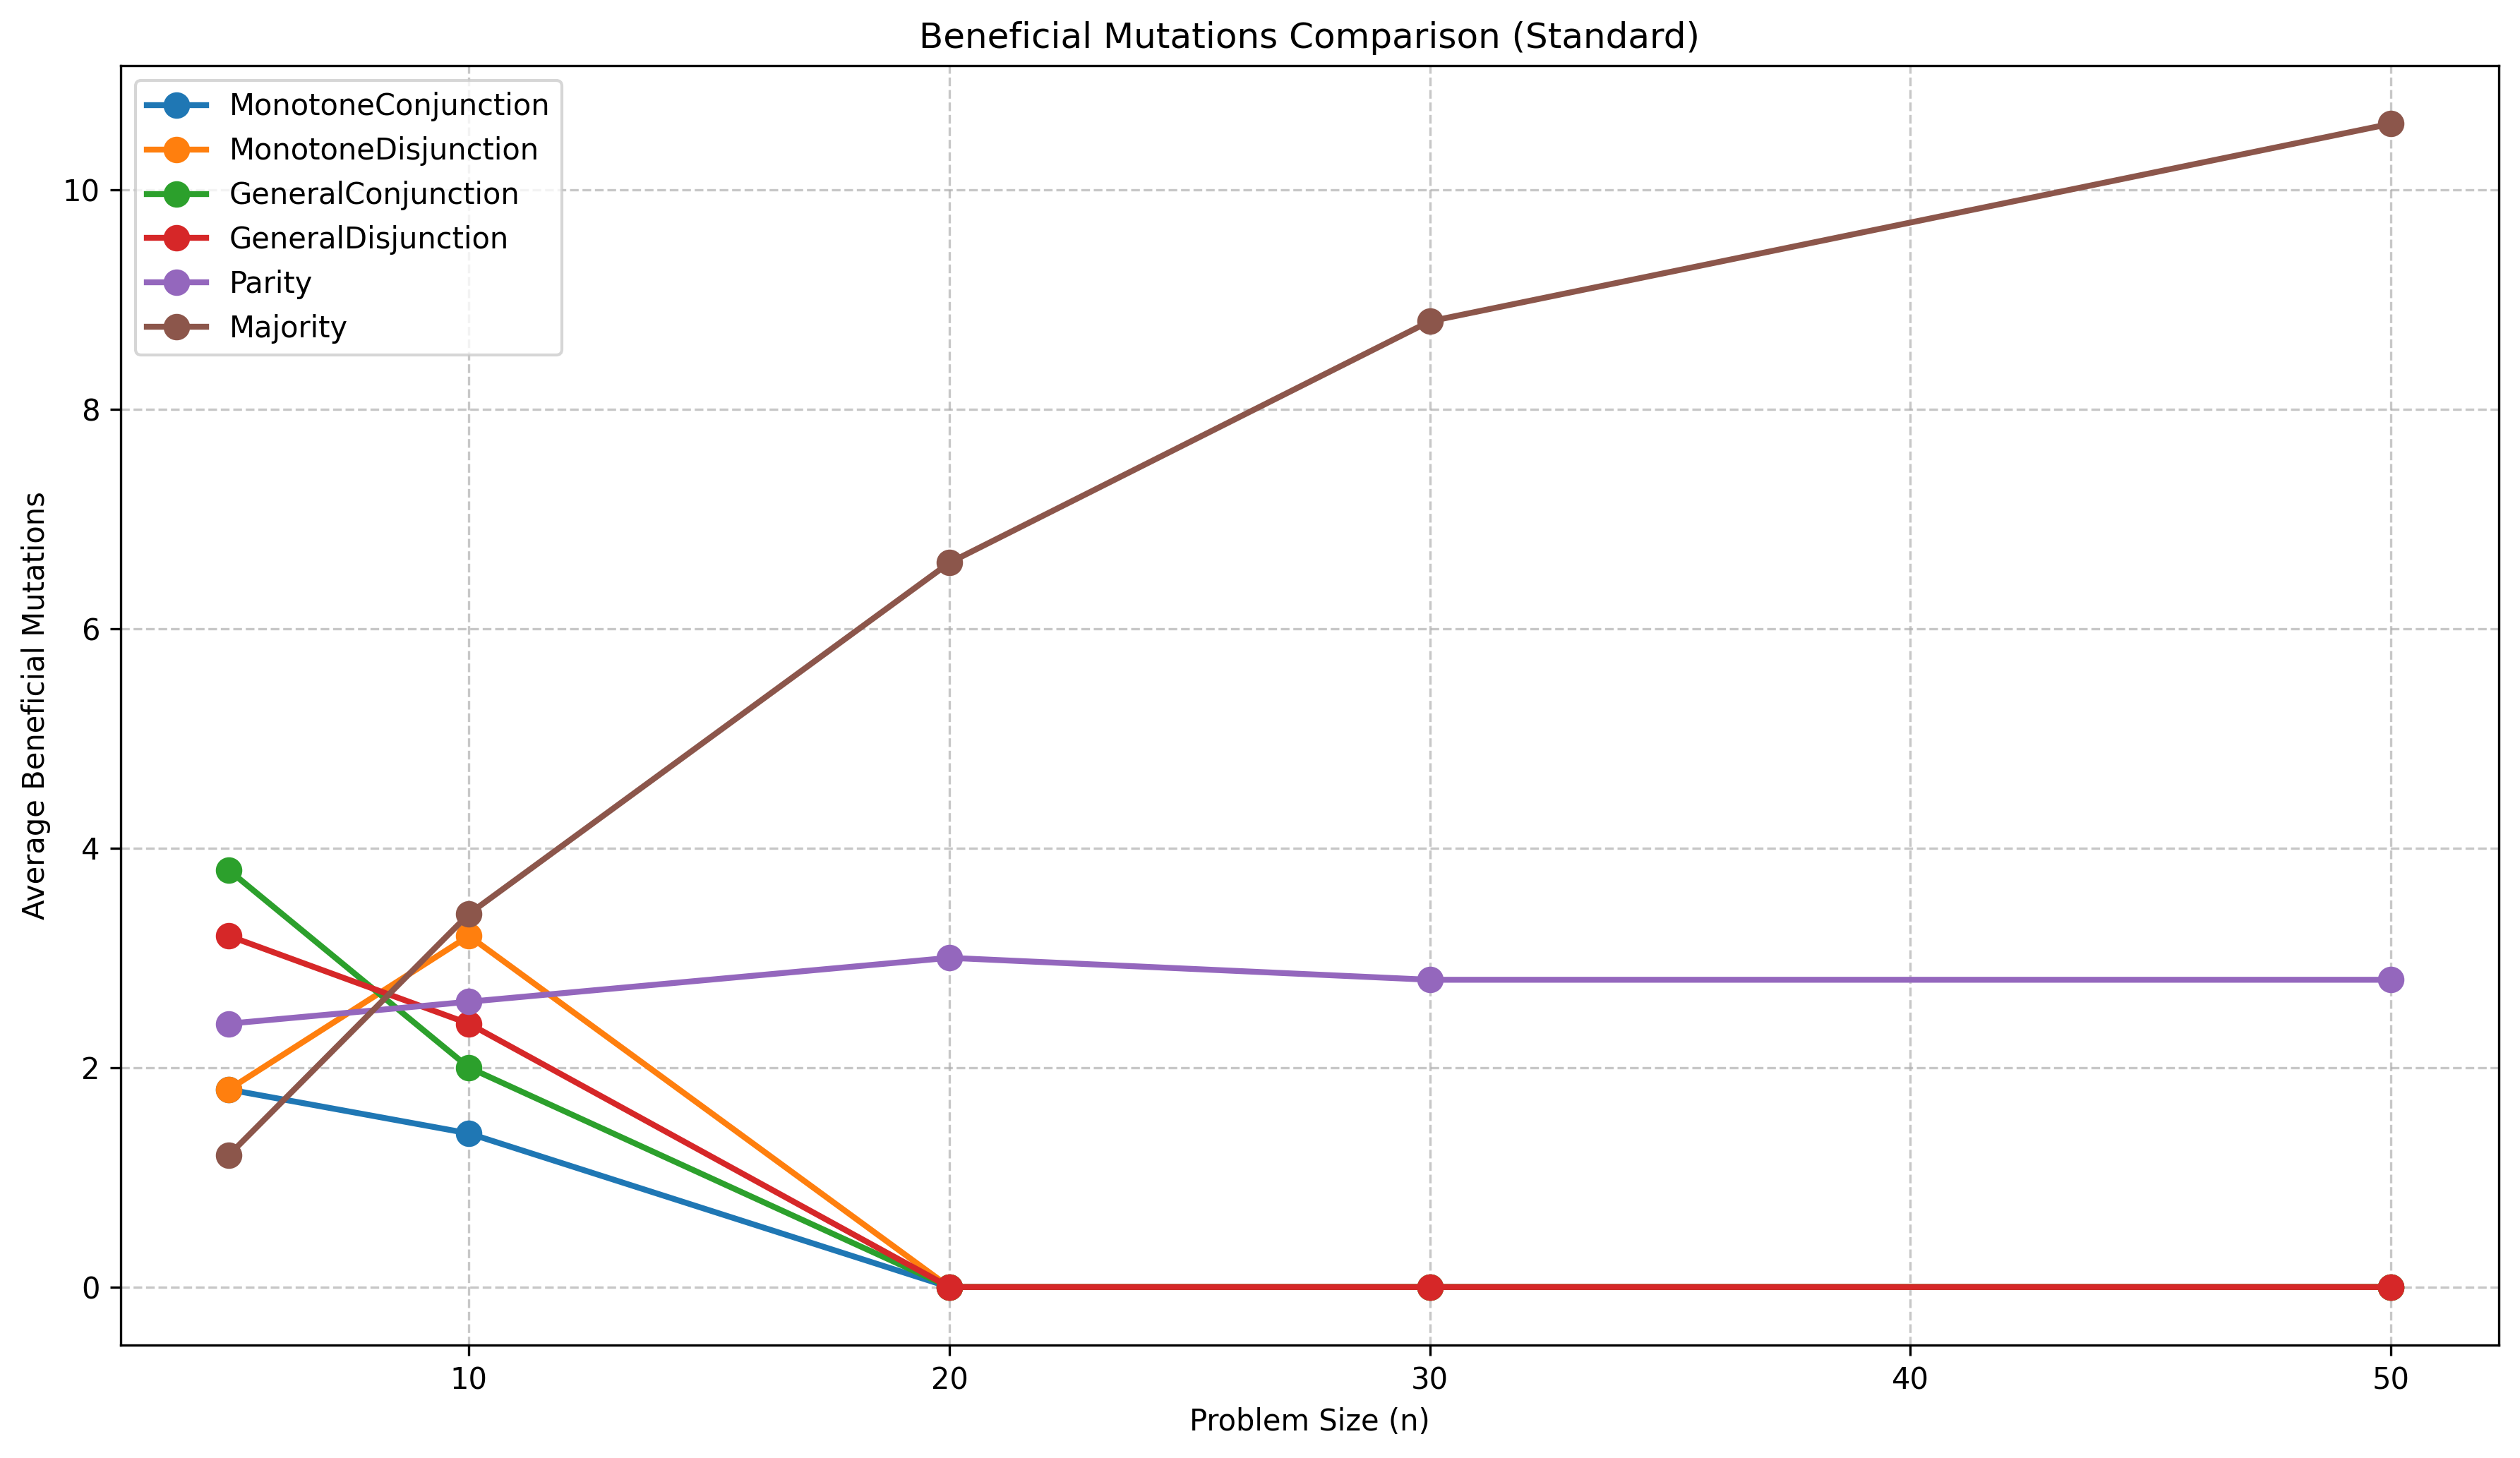 Beneficial Mutations Comparison (Standard)
MonotoneConjunction
MonotoneDisjunction
GeneralConjunction
GeneralDisjunction
Parity
Majority
Average Beneficial Mutations
10
8
6
4
2
0
10 20 30 40 50
Problem Size (n)